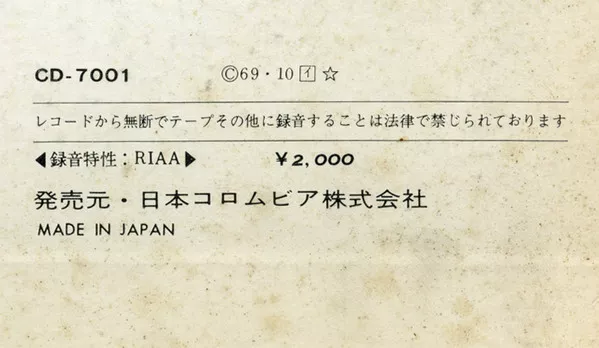 CD-7001 Ⓒ69・10 イ ☆
レコードから無断でテープその他に録音することは法律で禁じられております
◀録音特性：RIAA▶ ￥2,000
発売元・日本コロムビア株式会社
MADE IN JAPAN